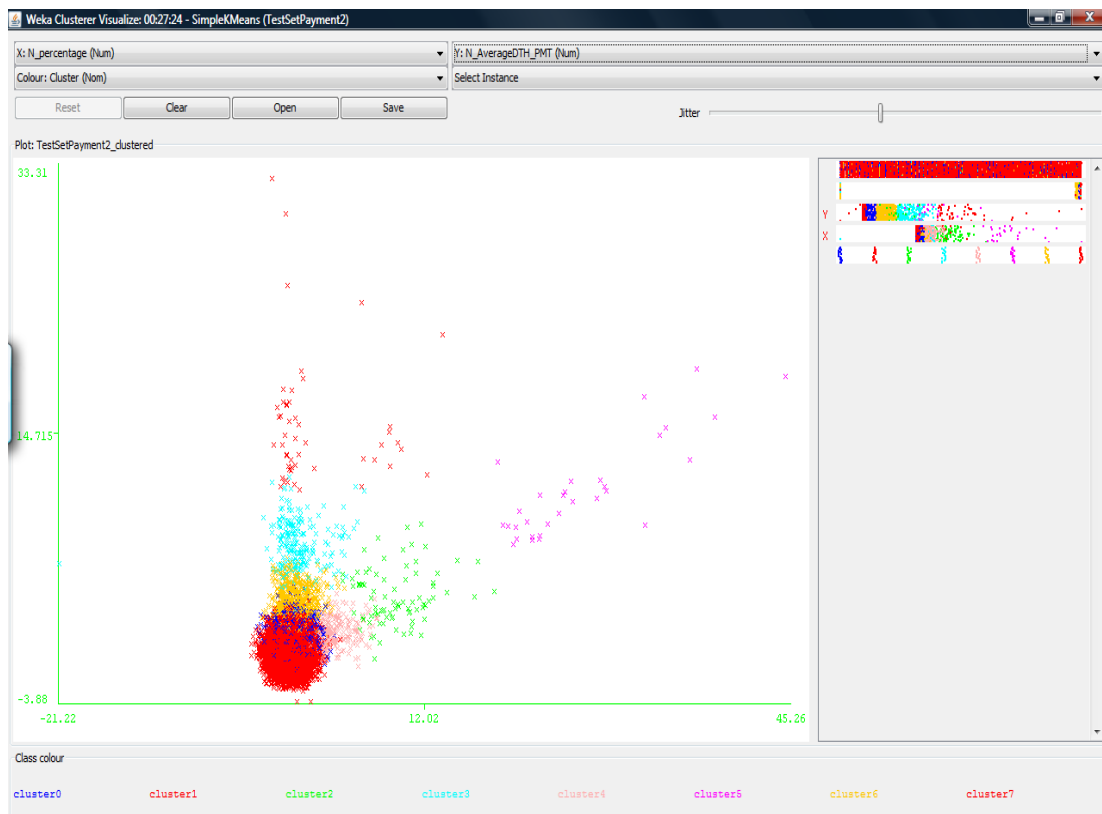 Weka Clusterer Visualize: 00:27:24 - SimpleKMeans (TestSetPayment2)
X: N_percentage (Num)
Y: N_AverageDTH_PMT (Num)
Colour: Cluster (Nom)
Select Instance
Reset
Clear
Open
Save
Jitter
Plot: TestSetPayment2_clustered
33.31
14.715
-3.88
-21.22
12.02
45.26
Y
X
Class colour
cluster0
cluster1
cluster2
cluster3
cluster4
cluster5
cluster6
cluster7